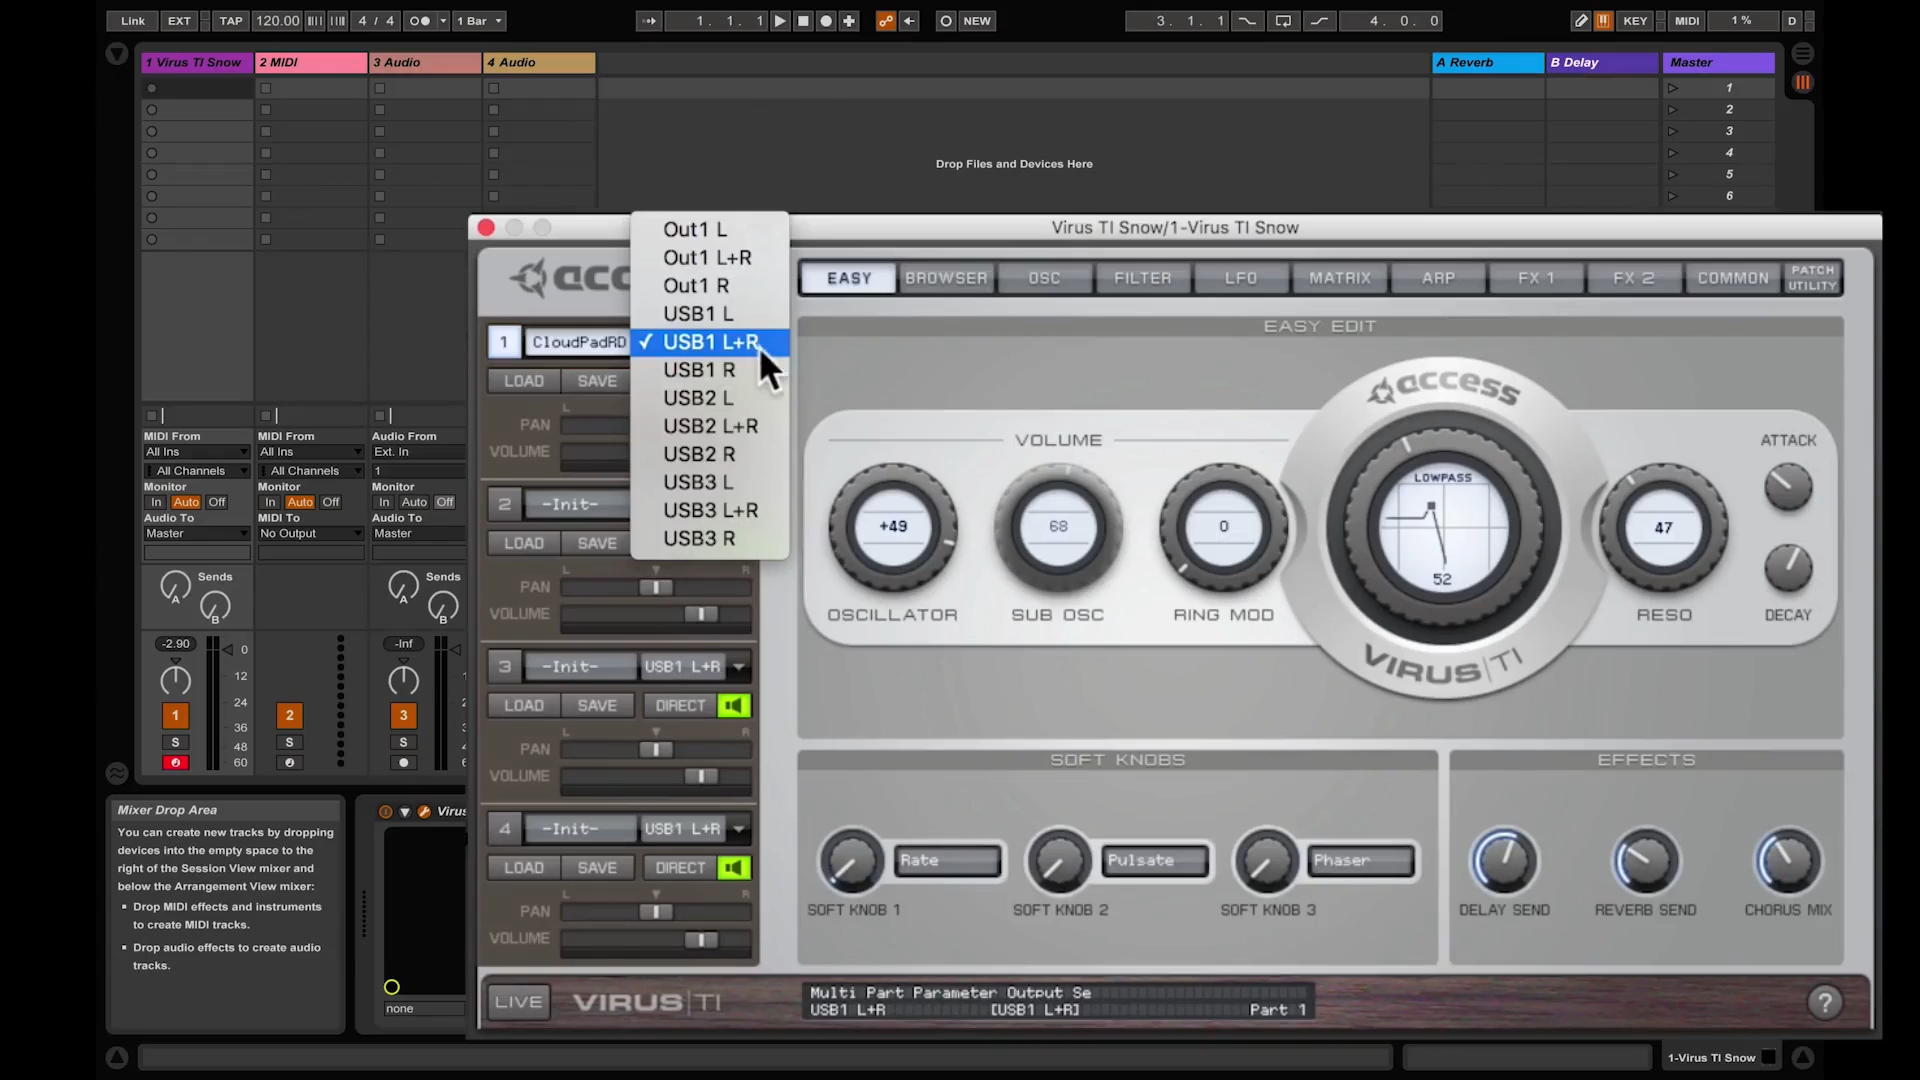 Link EXT TAP 120.00 4 / 4 1 Bar 1. 1. 1 NEW 3. 1. 1 4. 0. 0 KEY MIDI 1 % D
1 Virus TI Snow 2 MIDI 3 Audio 4 Audio A Reverb B Delay Master
1
2
3
4
5
6
Drop Files and Devices Here
MIDI From MIDI From Audio From
All Ins All Ins Ext. In
All Channels All Channels 1
Monitor Monitor Monitor
In Auto Off In Auto Off In Auto Off
Audio To MIDI To Audio To
Master No Output Master
Sends Sends
A B A B
-2.90 -Inf
0
12
24
36
48
60
1 2 3
S S S
Mixer Drop Area
You can create new tracks by dropping
devices into the empty space to the
right of the Session View mixer and
below the Arrangement View mixer:
Drop MIDI effects and instruments
to create MIDI tracks.
Drop audio effects to create audio
tracks.
Virus
none
1-Virus TI Snow
Virus TI Snow/1-Virus TI Snow
Out1 L
Out1 L+R
Out1 R
USB1 L
✓ USB1 L+R
USB1 R
USB2 L
USB2 L+R
USB2 R
USB3 L
USB3 L+R
USB3 R
EASY BROWSER OSC FILTER LFO MATRIX ARP FX 1 FX 2 COMMON PATCH UTILITY
1 CloudPadRD
LOAD SAVE
L
PAN
VOLUME
2 -Init-
LOAD SAVE
L R
PAN
VOLUME
3 -Init- USB1 L+R
LOAD SAVE DIRECT
L R
PAN
VOLUME
4 -Init- USB1 L+R
LOAD SAVE DIRECT
L R
PAN
VOLUME
EASY EDIT
access
VOLUME
+49 68 0
OSCILLATOR SUB OSC RING MOD
LOWPASS
52
VIRUS|TI
47
RESO
ATTACK
DECAY
SOFT KNOBS
Rate Pulsate Phaser
SOFT KNOB 1 SOFT KNOB 2 SOFT KNOB 3
EFFECTS
DELAY SEND REVERB SEND CHORUS MIX
LIVE VIRUS|TI
Multi Part Parameter Output Se
USB1 L+R [USB1 L+R] Part 1
?